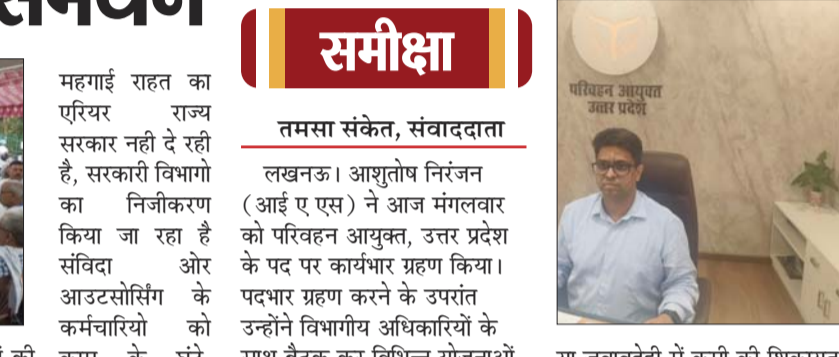 महगाई राहत का
एरियर राज्य
सरकार नही दे रही
है, सरकारी विभागो
का निजीकरण
किया जा रहा है
संविदा ओर
आउटसोर्सिंग के
कर्मचारियो को
समीक्षा
तमसा संकेत, संवाददाता
लखनऊ। आशुतोष निरंजन
(आई ए एस) ने आज मंगलवार
को परिवहन आयुक्त, उत्तर प्रदेश
के पद पर कार्यभार ग्रहण किया।
पदभार ग्रहण करने के उपरांत
उन्होंने विभागीय अधिकारियों के
परिवहन आयुक्त
उत्तर प्रदेश